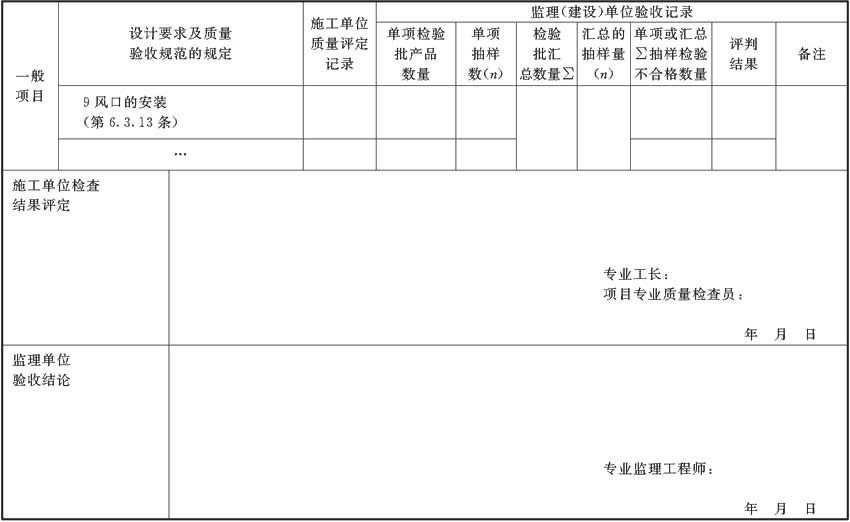 一般
项目
设计要求及质量
验收规范的规定
施工单位
质量评定
记录
监理(建设)单位验收记录
单项检验
批产品
数量
单项
抽样
数(n)
检验
批汇
总数量∑
汇总的
抽样量
(n)
单项或汇总
∑抽样检验
不合格数量
评判
结果
备注
9 风口的安装
(第 6.3.13 条)
…
施工单位检查
结果评定
专业工长:
项目专业质量检查员:
年 月 日
监理单位
验收结论
专业监理工程师:
年 月 日